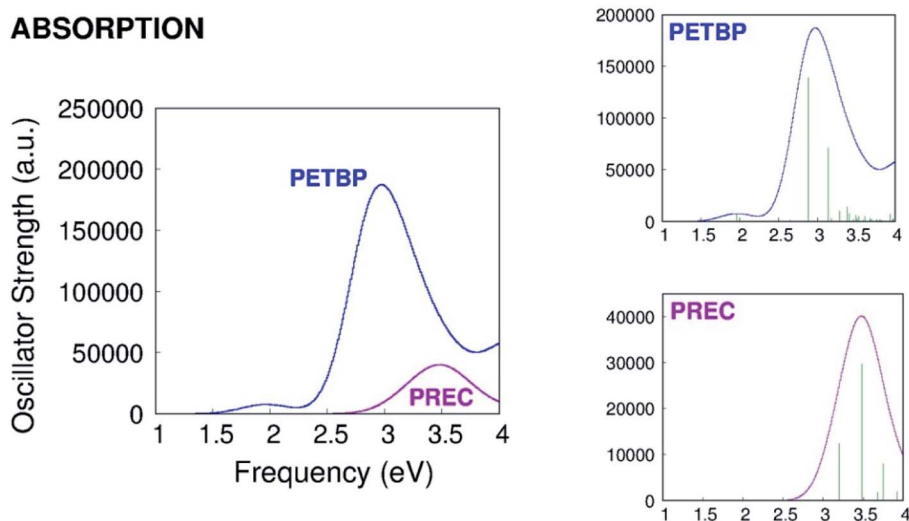 ABSORPTION
Oscillator Strength (a.u.)
250000
200000
150000
100000
50000
0
PETBP
PREC
1 1.5 2 2.5 3 3.5 4
Frequency (eV)
PETBP
200000
150000
100000
50000
0
1 1.5 2 2.5 3 3.5 4
PREC
40000
30000
20000
10000
0
1 1.5 2 2.5 3 3.5 4